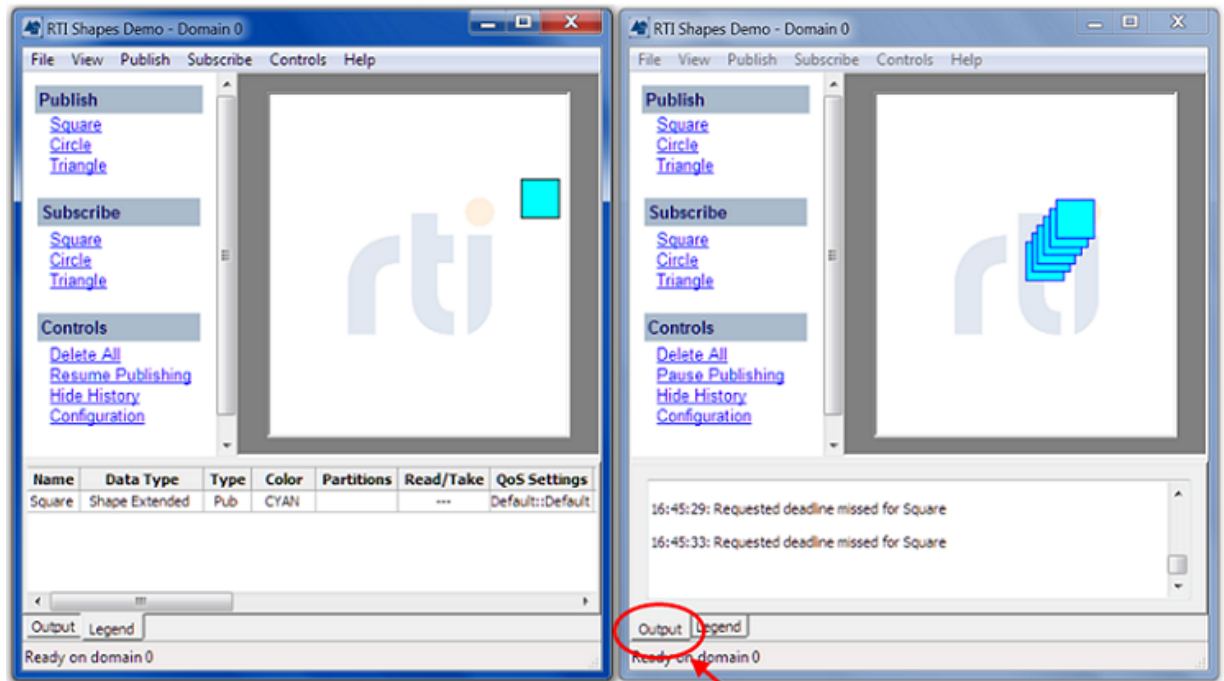 RTI Shapes Demo - Domain 0
File View Publish Subscribe Controls Help
Publish
Square
Circle
Triangle
Subscribe
Square
Circle
Triangle
Controls
Delete All
Resume Publishing
Hide History
Configuration
rti
Name Data Type Type Color Partitions Read/Take QoS Settings
Square Shape Extended Pub CYAN --- Default::Default
Output Legend
Ready on domain 0
RTI Shapes Demo - Domain 0
File View Publish Subscribe Controls Help
Publish
Square
Circle
Triangle
Subscribe
Square
Circle
Triangle
Controls
Delete All
Pause Publishing
Hide History
Configuration
rti
16:45:29: Requested deadline missed for Square
16:45:33: Requested deadline missed for Square
Output Legend
Ready on domain 0